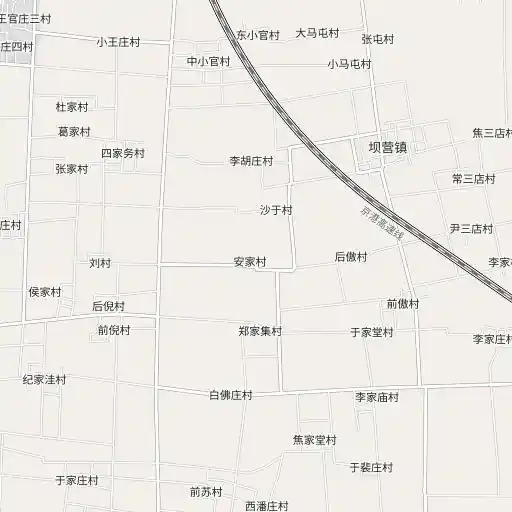 王官庄三村
小王庄村
东小官村
大马屯村
张屯村
庄四村
中小官村
小马屯村
杜家村
葛家村
焦三店村
四家务村
坝营镇
李胡庄村
张家村
常三店村
沙于村
京港高速线
庄村
尹三店村
刘村
安家村
后傲村
李家
侯家村
后倪村
前傲村
前倪村
郑家集村
于家堂村
李家庄村
纪家洼村
白佛庄村
李家庙村
焦家堂村
于裴庄村
于家庄村
前苏村
西潘庄村